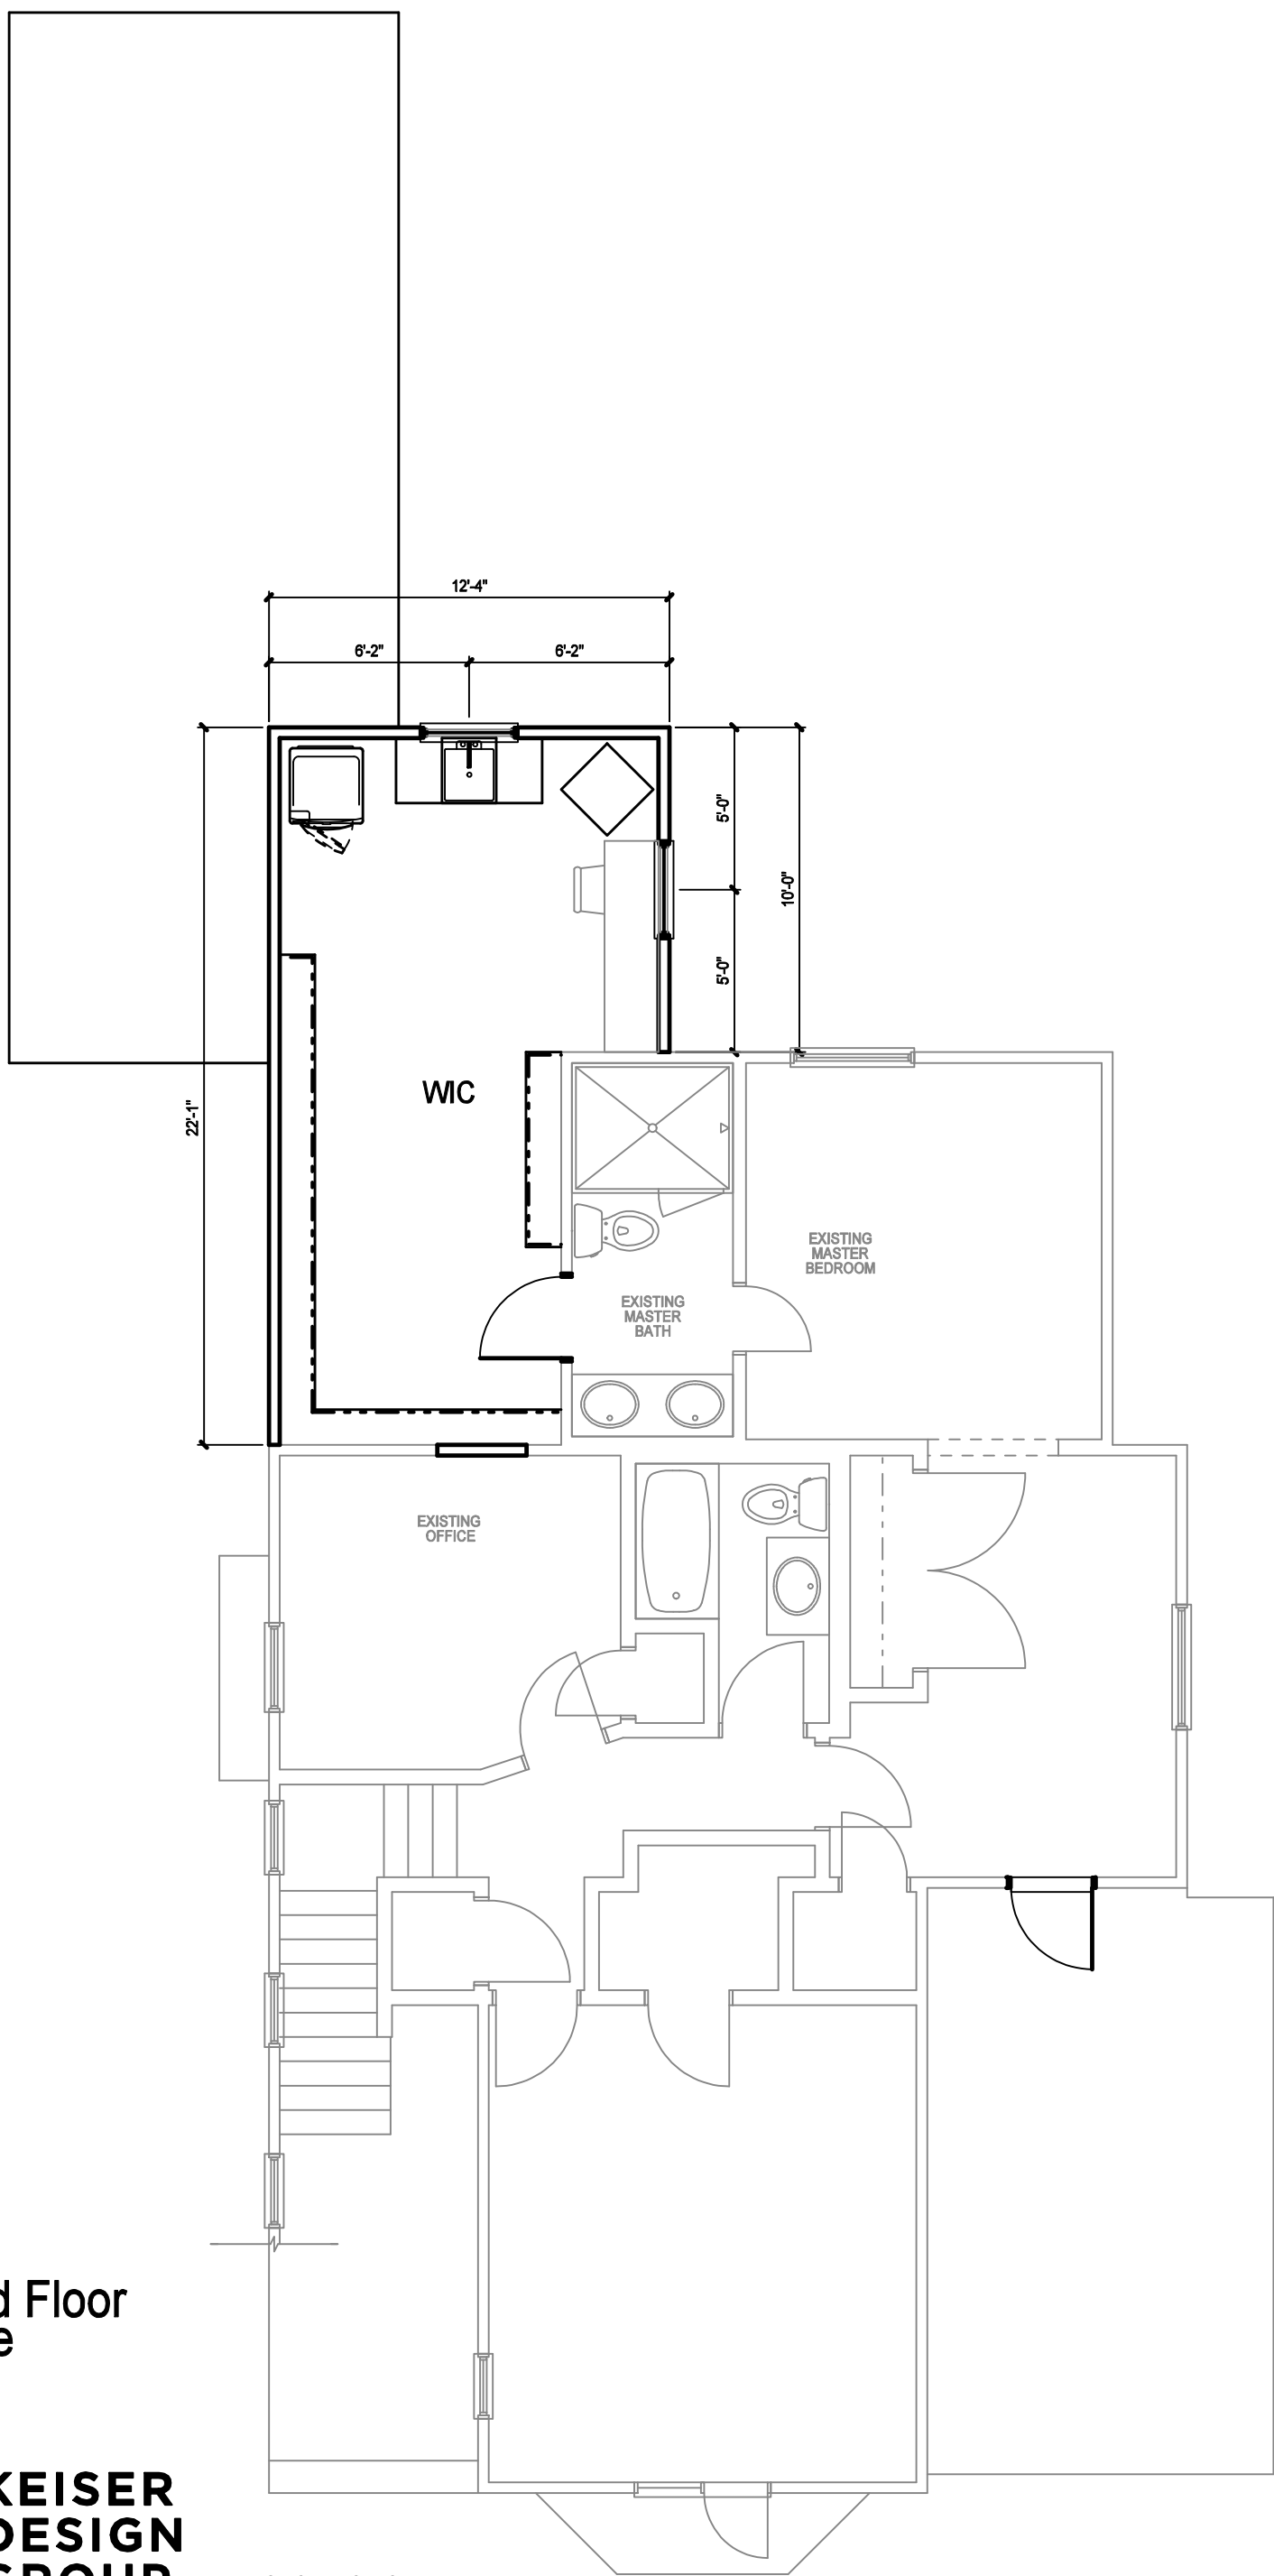 12'-4"
6'-2"
6'-2"
5'-0"
10'-0"
5'-0"
22'-1"
WIC
EXISTING
MASTER
BEDROOM
EXISTING
MASTER
BATH
EXISTING
OFFICE
Floor
KEISER
DESIGN
GROUP